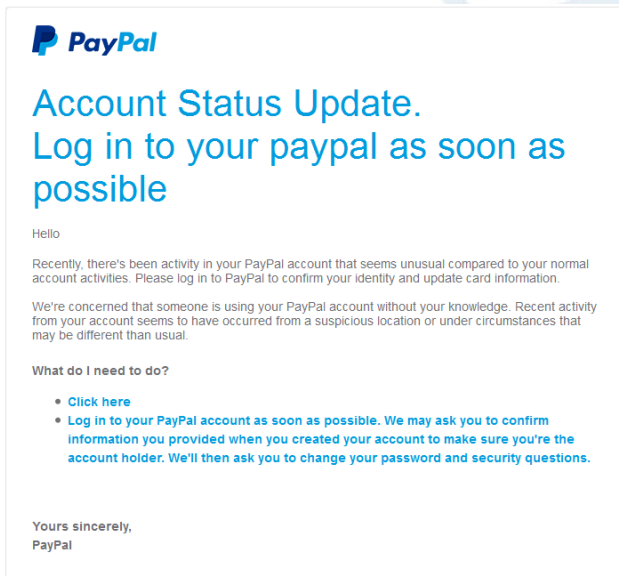 PayPal
Account Status Update.
Log in to your paypal as soon as
possible
Hello
Recently, there's been activity in your PayPal account that seems unusual compared to your normal
account activities. Please log in to PayPal to confirm your identity and update card information.
We're concerned that someone is using your PayPal account without your knowledge. Recent activity
from your account seems to have occurred from a suspicious location or under circumstances that
may be different than usual.
What do I need to do?
Click here
Log in to your PayPal account as soon as possible. We may ask you to confirm
information you provided when you created your account to make sure you're the
account holder. We'll then ask you to change your password and security questions.
Yours sincerely,
PayPal